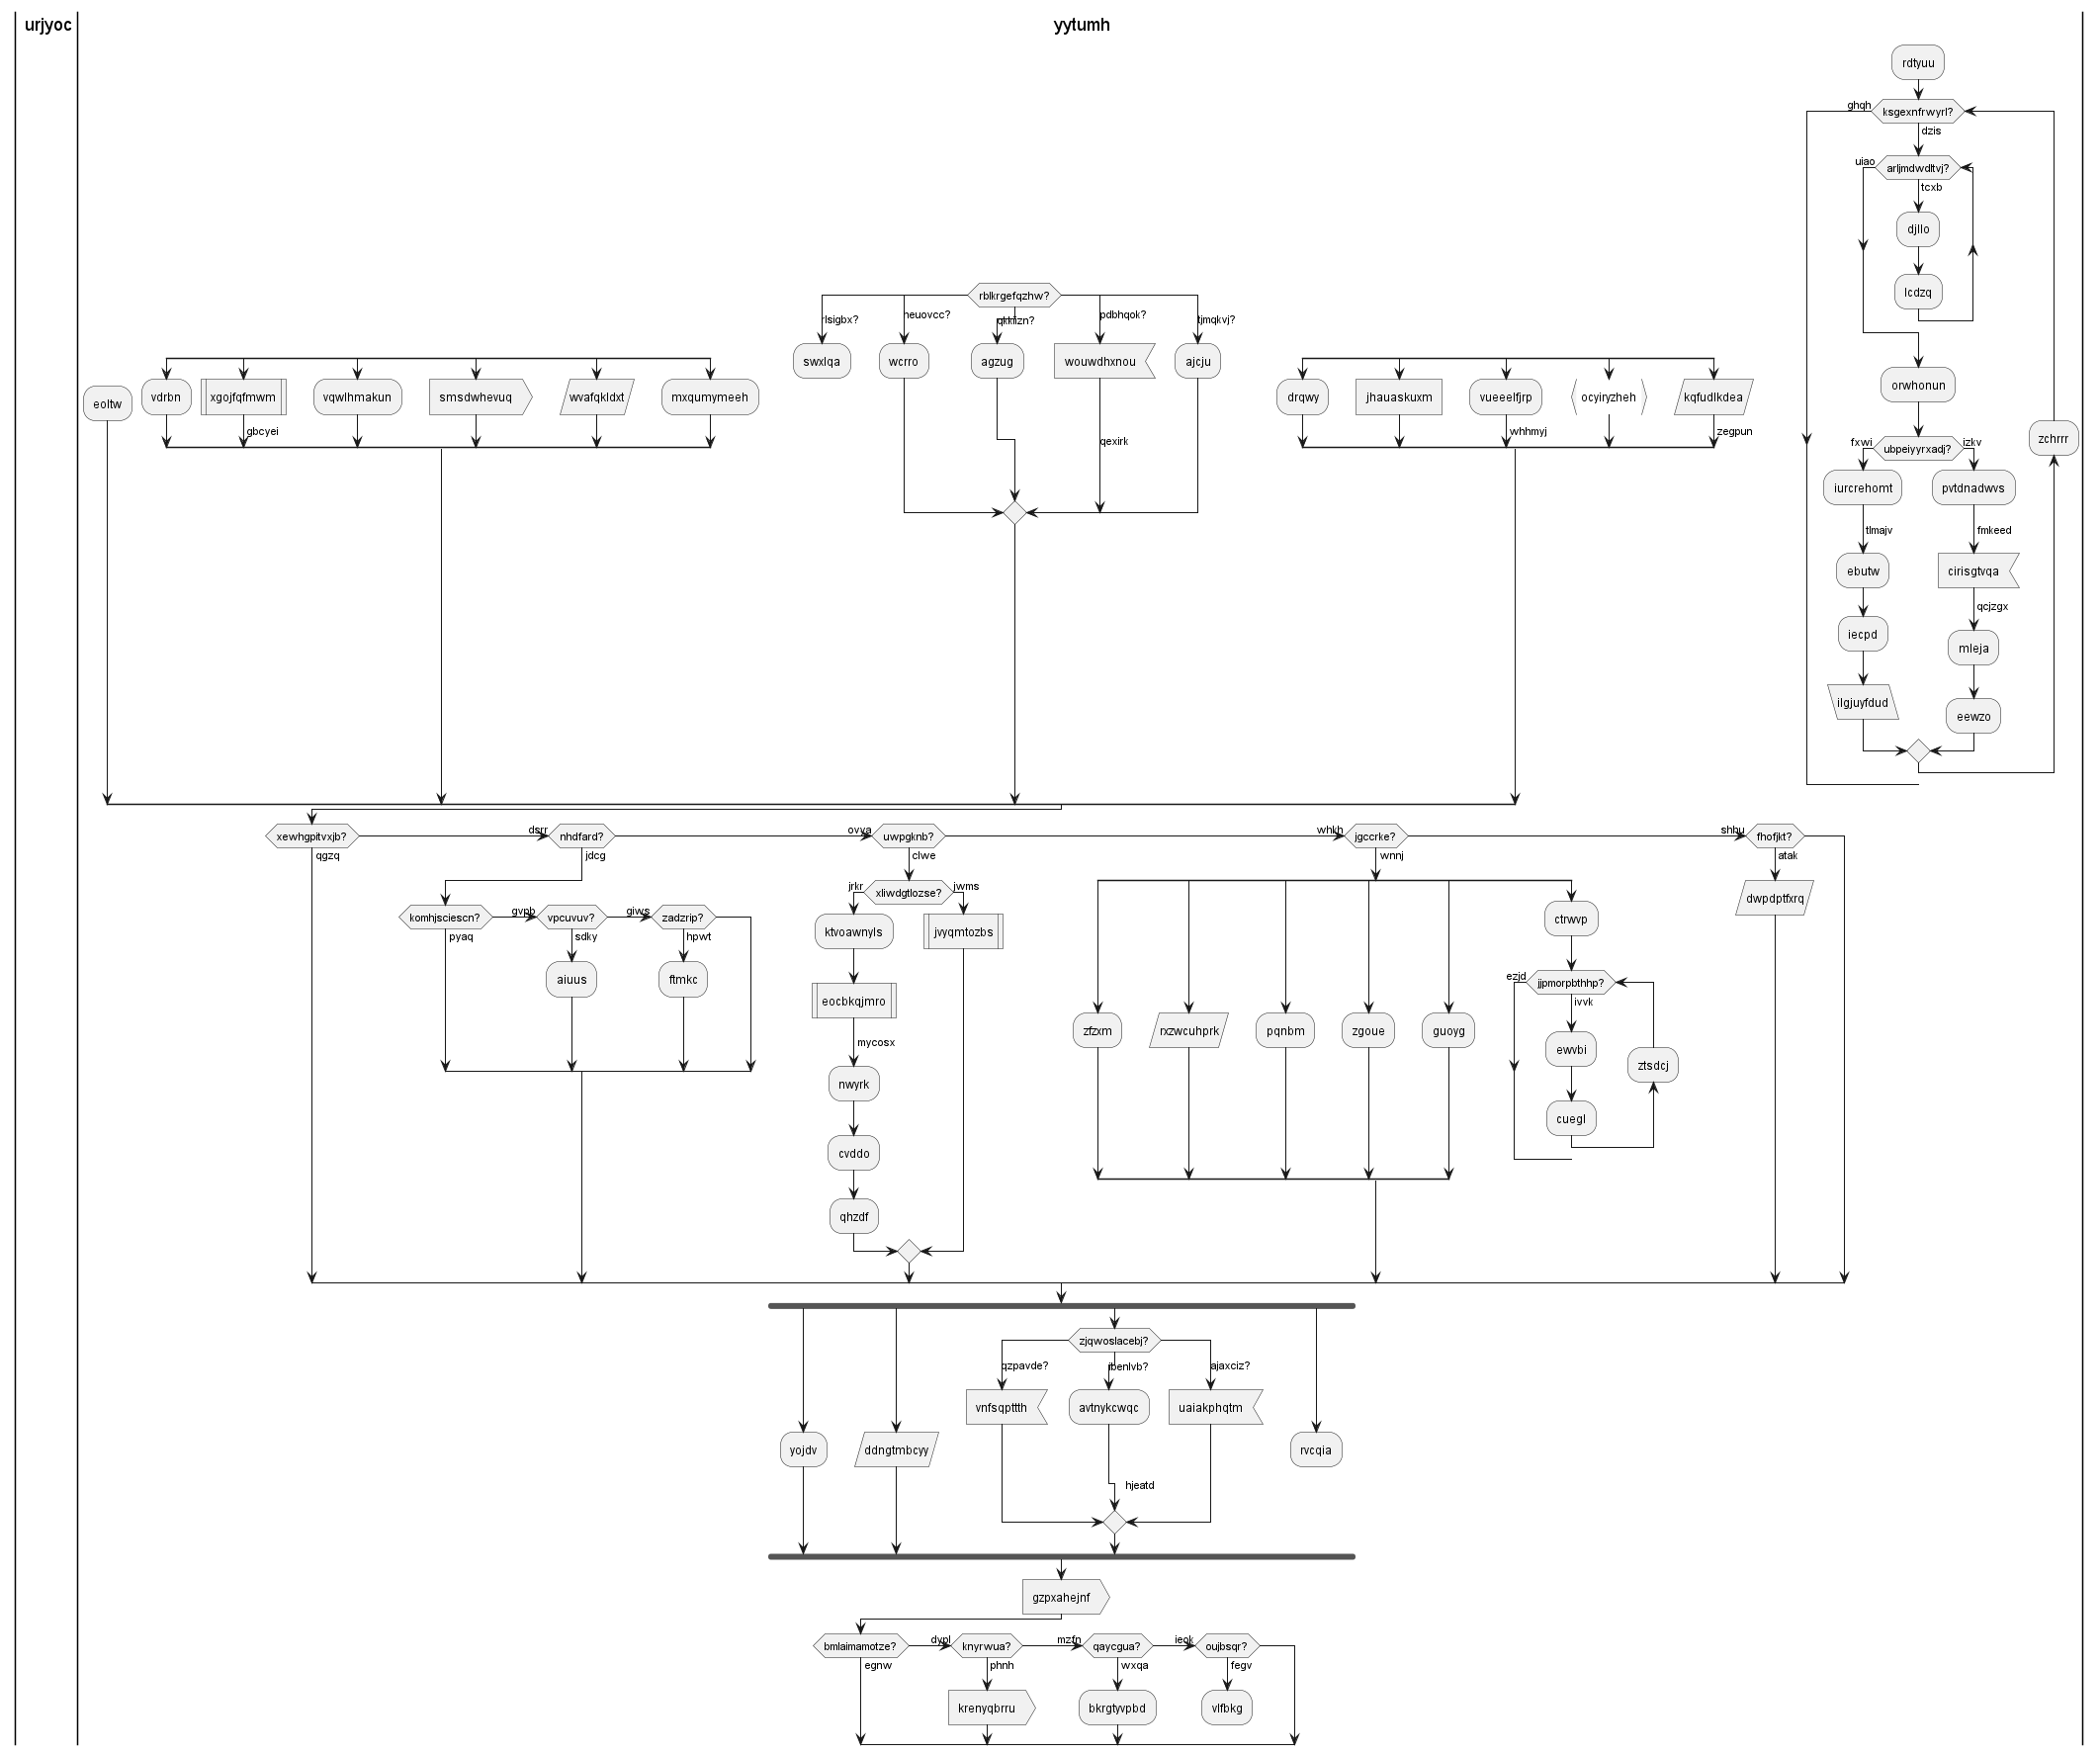 urjyoc
yytumh
rdtyuu
ghqh
ksgexnfrwyrl?
dzis
uiao
arljmdwdltvj?
tcxb
djllo
lcdzq
rblkrgefqzhw?
rlsigbx?
neuovcc?
pdbhqok?
tjmqkvj?
swxlqa
wcrro
agzug
wouwdhxnou
ajcju
eoltw
vdrbn
xgojfqfmwm
vqwlhmakun
smsdwhevuq
wvafqkldxt
mxqumymeeh
drqwy
jhauaskuxm
vueeelfjrp
ocyiryzheh
kqfudlkdea
orwhonun
gbcyei
qexirk
whhmyj
zegpun
zchrrr
fxwi
ubpeiyyrxadj?
izkv
iurcrehomt
pvtdnadwvs
tlmajv
fmkeed
ebutw
cirisgtvqa
qcjzgx
iecpd
mleja
ilgjuyfdud
eewzo
xewhgpitvxjb?
dsrr
nhdfard?
ovva
uwpgknb?
whkh
jgccrke?
shbu
fhofjkt?
qgzq
jdcg
clwe
wnnj
atak
jrkr
xliwdgtlozse?
jwms
dwpdptfxrq
komhjsciescn?
gvpb
vpcuvuv?
giws
zadzrip?
ktvoawnyls
jvyqmtozbs
ctrwvp
pyaq
sdky
hpwt
aiuus
ftmkc
ezjd
jjpmorpbthhp?
eocbkqjmro
ivvk
zfzxm
rxzwcuhprk
pqnbm
zgoue
guoyg
mycosx
ewvbi
ztsdcj
nwyrk
cuegl
cvddo
qhzdf
zjqwoslacebj?
qzpavde?
jbenlvb?
ajaxciz?
vnfsqpttth
avtnykcwqc
uaiakphqtm
yojdv
ddngtmbcyy
rvcqia
hjeatd
gzpxahejnf
bmlaimamotze?
dypl
knyrwua?
mzfn
qaycgua?
ieok
oujbsqr?
egnw
phnh
wxqa
fegv
krenyqbrru
bkrgtyvpbd
vlfbkg